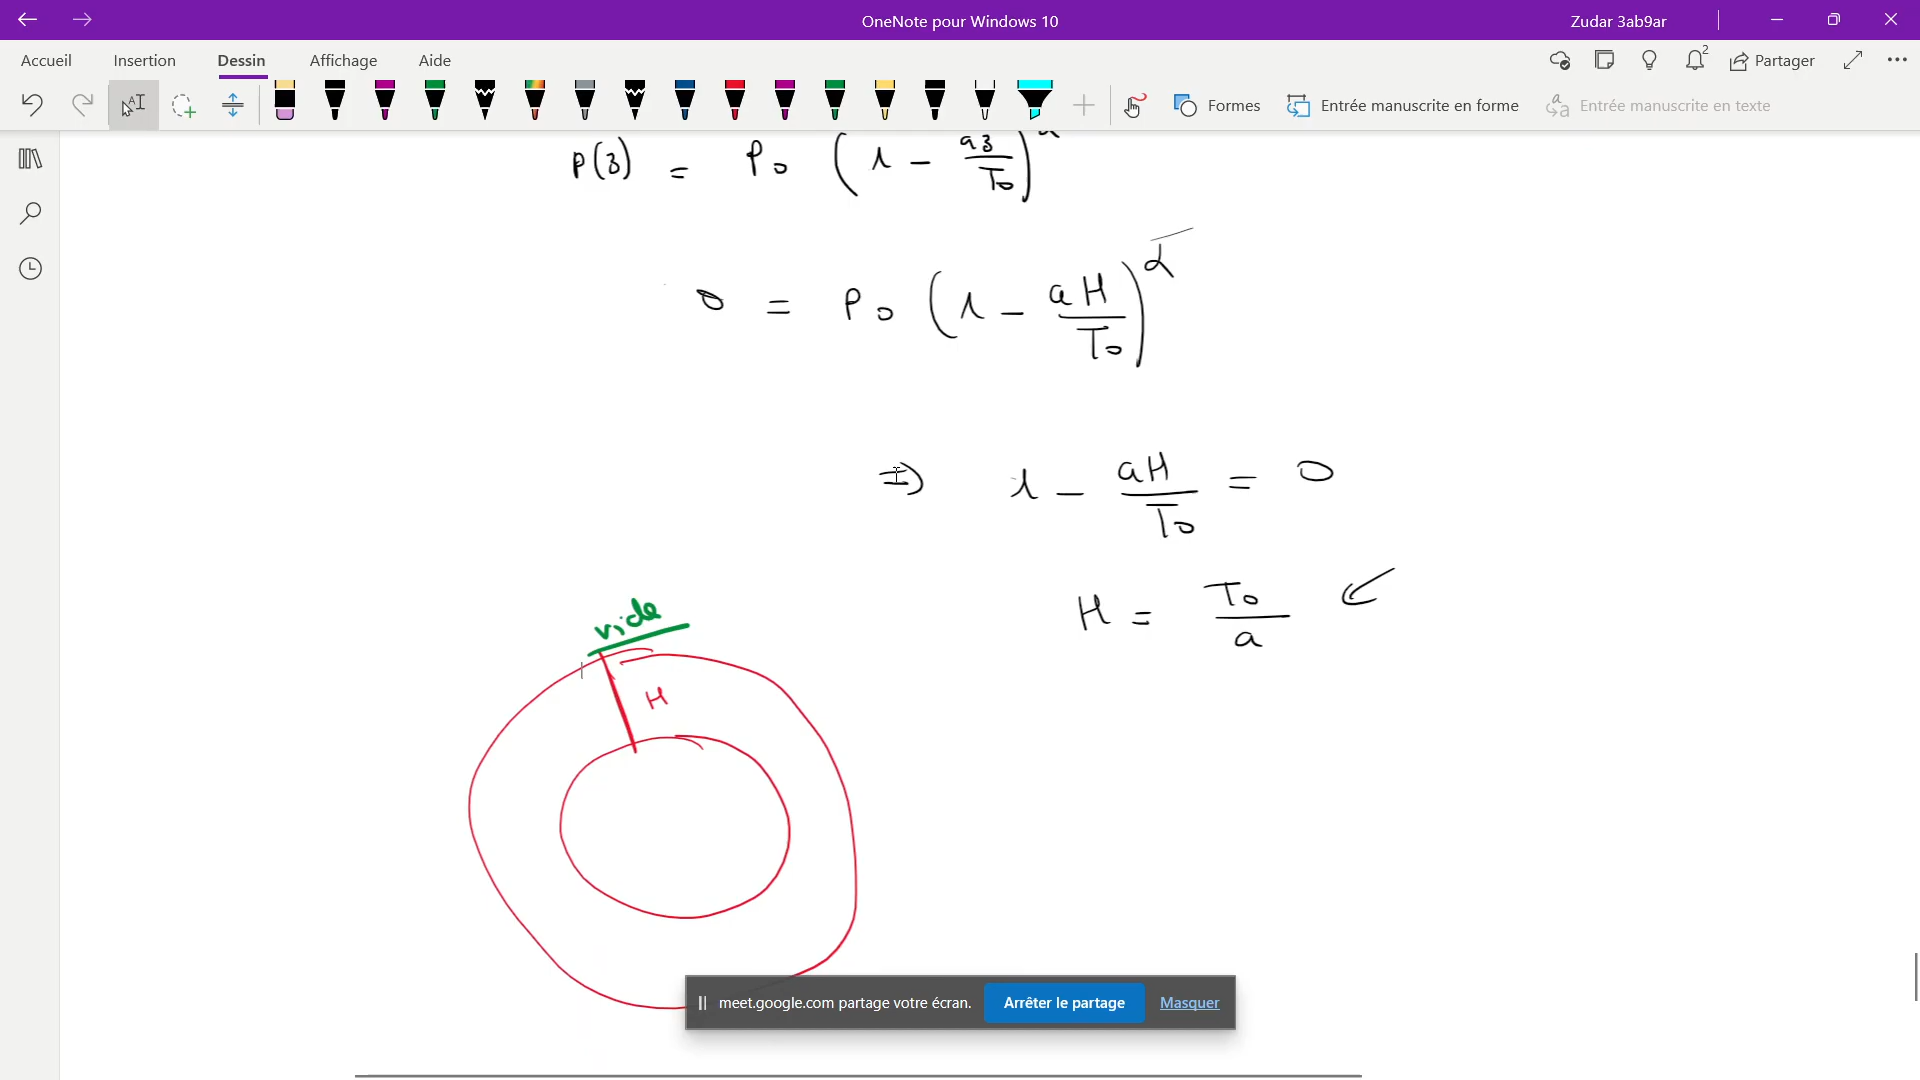 OneNote pour Windows 10
Zudar 3ab9ar
Accueil Insertion Dessin Affichage Aide
2
Partager
Formes
Entrée manuscrite en forme
Entrée manuscrite en texte
P(z) = P0 (1 - az/T0)^α
0 = P0 (1 - aH/T0)^α
⇒ 1 - aH/T0 = 0
H = T0/a
vide
H
meet.google.com partage votre écran. Arrêter le partage Masquer